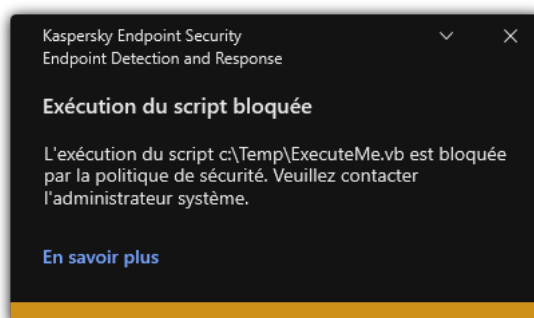 Kaspersky Endpoint Security
Endpoint Detection and Response
Exécution du script bloquée
L'exécution du script c:\Temp\ExecuteMe.vb est bloquée
par la politique de sécurité. Veuillez contacter
l'administrateur système.
En savoir plus